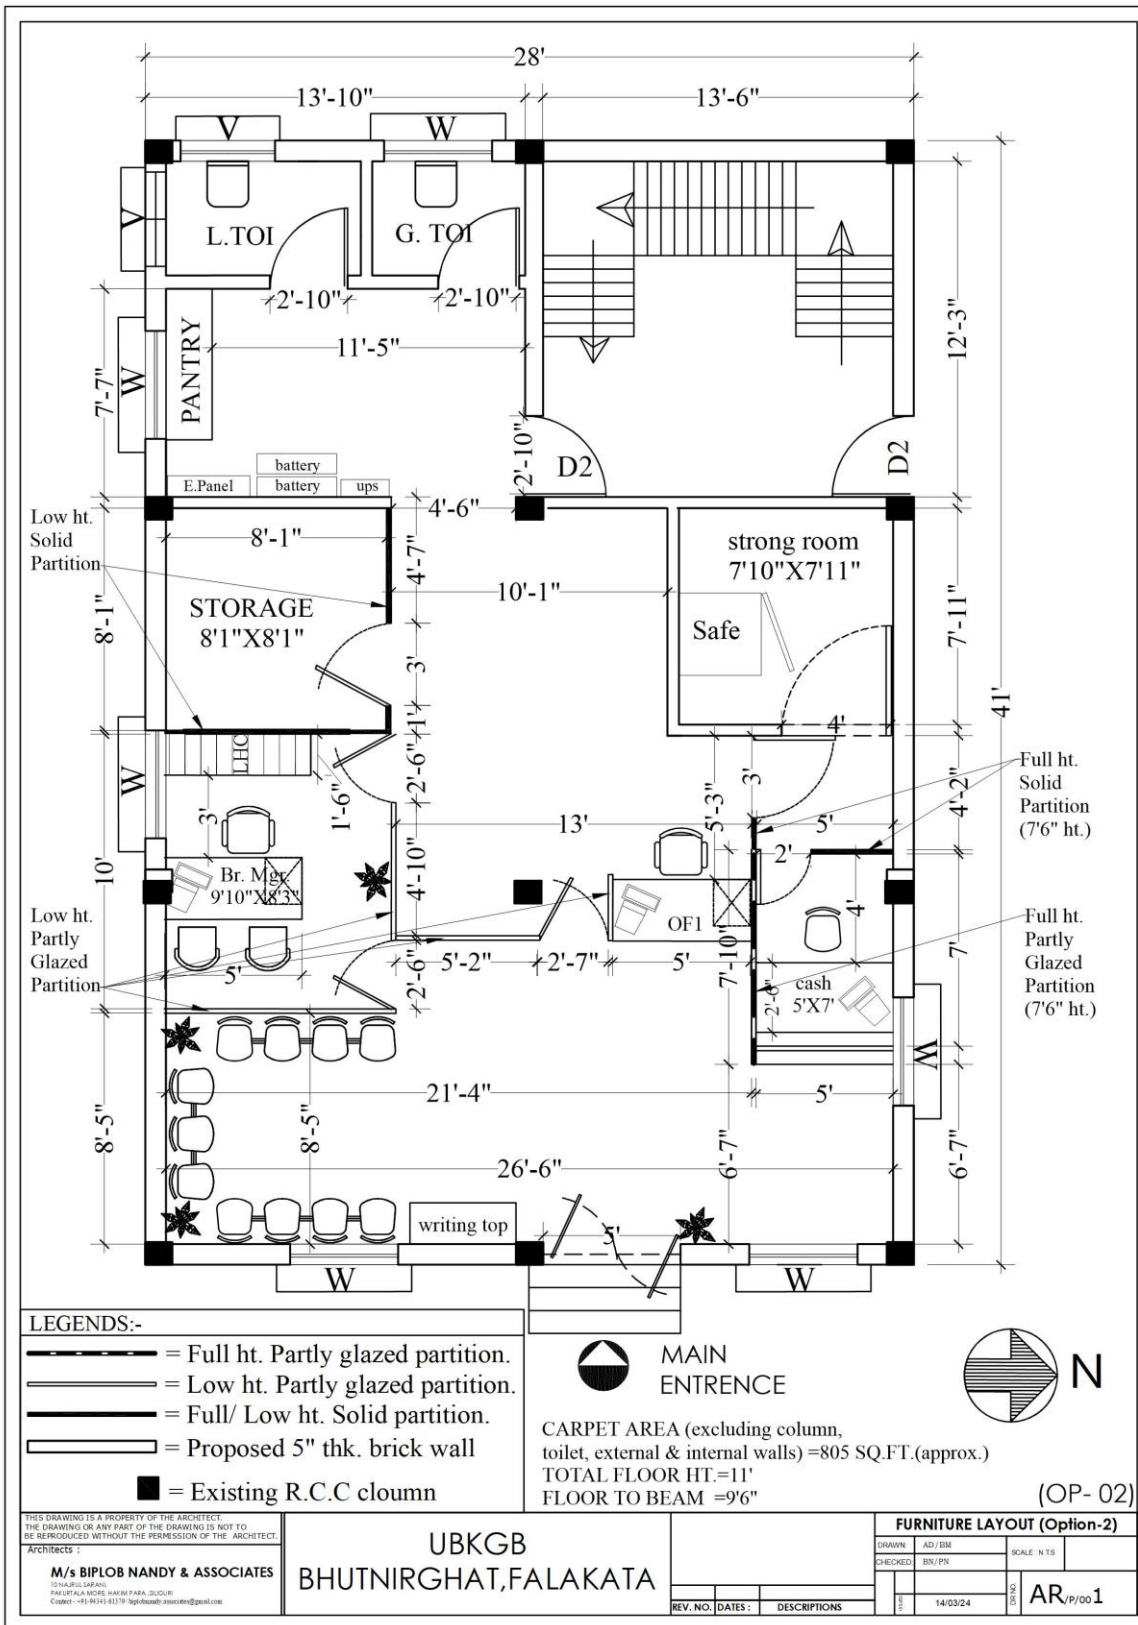 28'
13'-10"
13'-6"
V
W
V
L.TOI
G. TOI
2'-10"
2'-10"
11'-5"
12'-3"
W
7'-7"
PANTRY
2'-10"
D2
D2
battery
E.Panel
battery
ups
4'-6"
Low ht.
Solid
Partition
8'-1"
4'-7"
strong room
7'10"X7'11"
10'-1"
STORAGE
8'1"X8'1"
8'-1"
Safe
7'-11"
3'
41'
1'
4'
LHC
W
2'-6"
1'-6"
3'
5'-3"
3'
4'-2"
Full ht.
Solid
Partition
(7'6" ht.)
13'
5'
2'
10'
Br. Mgr.
9'10"X8'3"
4'-10"
4'
OF1
Low ht.
Partly
Glazed
Partition
Full ht.
Partly
Glazed
Partition
(7'6" ht.)
5'
2'-6"
5'-2"
2'-7"
5'
7'-10"
7'
cash
5'X7'
2'-6"
W
21'-4"
5'
8'-5"
8'-5"
6'-7"
6'-7"
26'-6"
writing top
5'
W
W
LEGENDS:-
= Full ht. Partly glazed partition.
= Low ht. Partly glazed partition.
= Full/ Low ht. Solid partition.
= Proposed 5" thk. brick wall
= Existing R.C.C cloumn
MAIN
ENTRENCE
N
CARPET AREA (excluding column,
toilet, external & internal walls) =805 SQ.FT.(approx.)
TOTAL FLOOR HT.=11'
FLOOR TO BEAM =9'6"
(OP- 02)
THIS DRAWING IS A PROPERTY OF THE ARCHITECT.
THE DRAWING OR ANY PART OF THE DRAWING IS NOT TO
BE REPRODUCED WITHOUT THE PERMISSION OF THE ARCHITECT.
Architects :
M/s BIPLOB NANDY & ASSOCIATES
PAKURTALA MORE, HAKIM PARA ,SILIGURI
UBKGB
BHUTNIRGHAT,FALAKATA
REV. NO. DATES : DESCRIPTIONS
FURNITURE LAYOUT (Option-2)
DRAWN: AD/BM
SCALE : N.T.S
CHECKED: BN/PN
14/03/24
DR NO.
AR/P/001